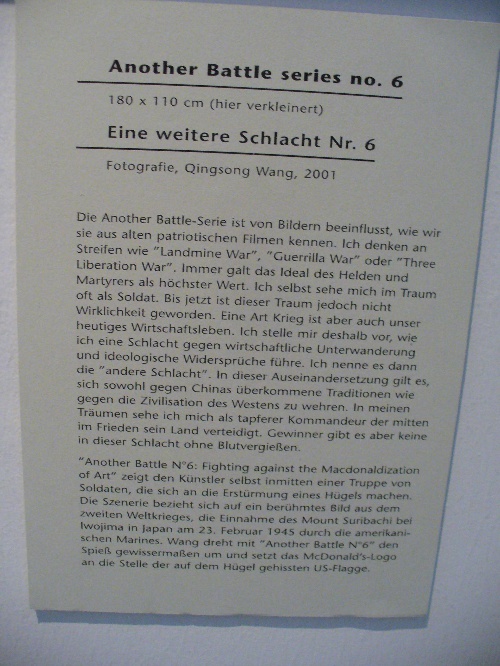 Another Battle series no. 6
180 x 110 cm (hier verkleinert)
Eine weitere Schlacht Nr. 6
Fotografie, Qingsong Wang, 2001
Die Another Battle-Serie ist von Bildern beeinflusst, wie wir
sie aus alten patriotischen Filmen kennen. Ich denken an
Streifen wie "Landmine War", "Guerrilla War" oder "Three
Liberation War". Immer galt das Ideal des Helden und
Martyrers als höchster Wert. Ich selbst sehe mich im Traum
oft als Soldat. Bis jetzt ist dieser Traum jedoch nicht
Wirklichkeit geworden. Eine Art Krieg ist aber auch unser
heutiges Wirtschaftsleben. Ich stelle mir deshalb vor, wie
ich eine Schlacht gegen wirtschaftliche Unterwanderung
und ideologische Widersprüche führe. Ich nenne es dann
die "andere Schlacht". In dieser Auseinandersetzung gilt es,
sich sowohl gegen Chinas überkommene Traditionen wie
gegen die Zivilisation des Westens zu wehren. In meinen
Träumen sehe ich mich als tapferer Kommandeur der mitten
im Frieden sein Land verteidigt. Gewinner gibt es aber keine
in dieser Schlacht ohne Blutvergießen.
"Another Battle N°6: Fighting against the Macdonaldization
of Art" zeigt den Künstler selbst inmitten einer Truppe von
Soldaten, die sich an die Erstürmung eines Hügels machen.
Die Szenerie bezieht sich auf ein berühmtes Bild aus dem
zweiten Weltkrieges, die Einnahme des Mount Suribachi bei
Iwojima in Japan am 23. Februar 1945 durch die amerikani-
schen Marines. Wang dreht mit "Another Battle N°6" den
Spieß gewissermaßen um und setzt das McDonald's-Logo
an die Stelle der auf dem Hügel gehissten US-Flagge.